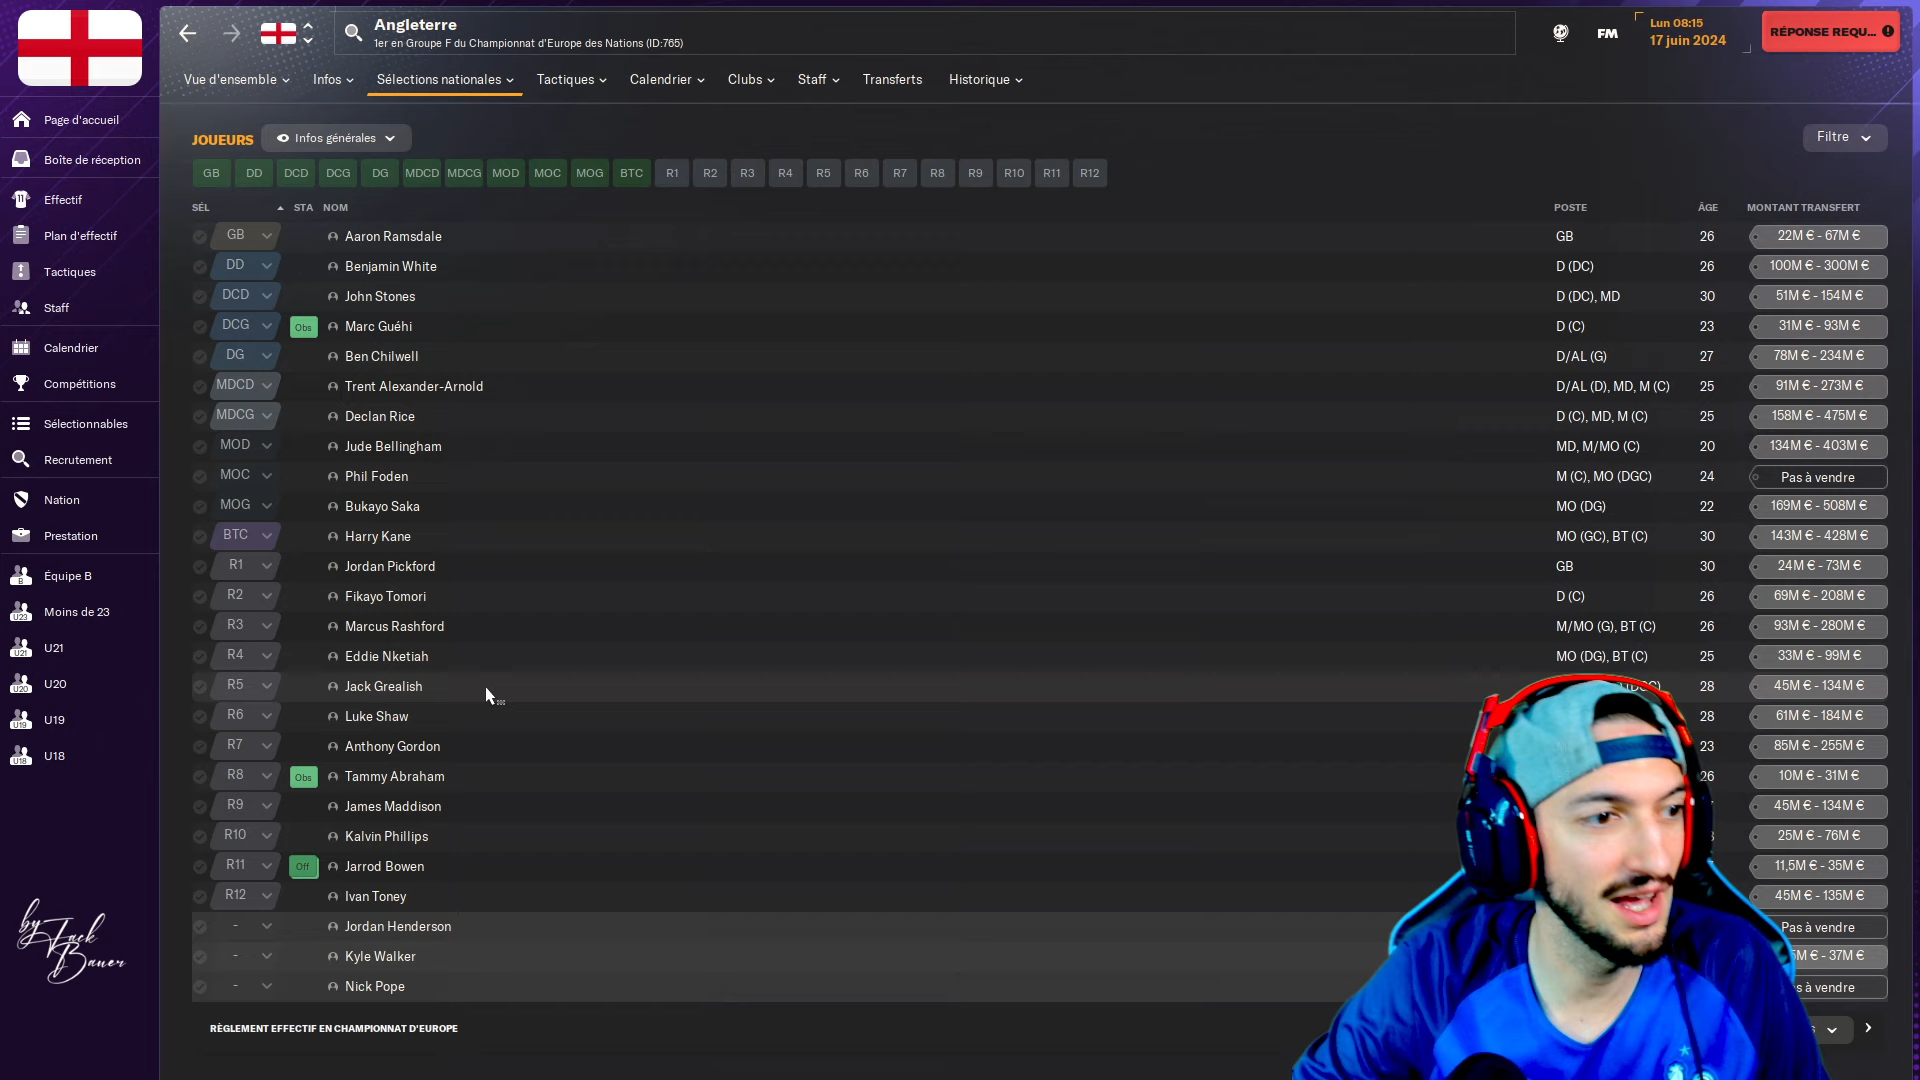 Angleterre
1er en Groupe F du Championnat d'Europe des Nations (ID:765)
FM
Lun 08:15
17 juin 2024
RÉPONSE REQU...
Vue d'ensemble
Infos
Sélections nationales
Tactiques
Calendrier
Clubs
Staff
Transferts
Historique
Page d'accueil
Boîte de réception
Effectif
Plan d'effectif
Tactiques
Staff
Calendrier
Compétitions
Sélectionnables
Recrutement
Nation
Prestation
B Équipe B
U23 Moins de 23
U21 U21
U20 U20
U19 U19
U18 U18
by Jack Bauer
JOUEURS Infos générales Filtre
GB DD DCD DCG DG MDCD MDCG MOD MOC MOG BTC R1 R2 R3 R4 R5 R6 R7 R8 R9 R10 R11 R12
SÉL STA NOM POSTE ÂGE MONTANT TRANSFERT
GB Aaron Ramsdale GB 26 22M € - 67M €
DD Benjamin White D (DC) 26 100M € - 300M €
DCD John Stones D (DC), MD 30 51M € - 154M €
DCG Obs Marc Guéhi D (C) 23 31M € - 93M €
DG Ben Chilwell D/AL (G) 27 78M € - 234M €
MDCD Trent Alexander-Arnold D/AL (D), MD, M (C) 25 91M € - 273M €
MDCG Declan Rice D (C), MD, M (C) 25 158M € - 475M €
MOD Jude Bellingham MD, M/MO (C) 20 134M € - 403M €
MOC Phil Foden M (C), MO (DGC) 24 Pas à vendre
MOG Bukayo Saka MO (DG) 22 169M € - 508M €
BTC Harry Kane MO (GC), BT (C) 30 143M € - 428M €
R1 Jordan Pickford GB 30 24M € - 73M €
R2 Fikayo Tomori D (C) 26 69M € - 208M €
R3 Marcus Rashford M/MO (G), BT (C) 26 93M € - 280M €
R4 Eddie Nketiah MO (DG), BT (C) 25 33M € - 99M €
R5 Jack Grealish 28 45M € - 134M €
R6 Luke Shaw 28 61M € - 184M €
R7 Anthony Gordon 23 85M € - 255M €
R8 Obs Tammy Abraham 26 10M € - 31M €
R9 James Maddison 45M € - 134M €
R10 Kalvin Phillips 25M € - 76M €
R11 Off Jarrod Bowen 11,5M € - 35M €
R12 Ivan Toney 45M € - 135M €
- Jordan Henderson Pas à vendre
- Kyle Walker 5M € - 37M €
- Nick Pope à vendre
RÈGLEMENT EFFECTIF EN CHAMPIONNAT D'EUROPE